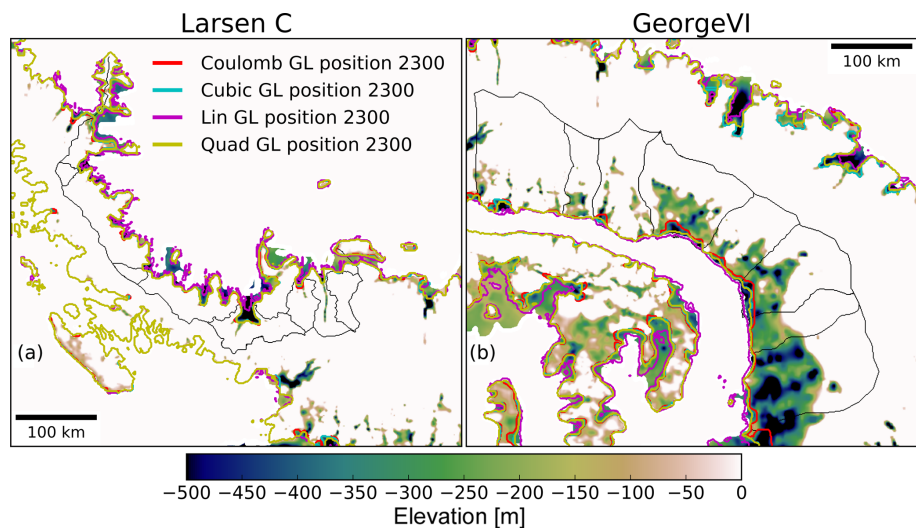 Larsen C
GeorgeVI
Coulomb GL position 2300
Cubic GL position 2300
Lin GL position 2300
Quad GL position 2300
100 km
(a)
(b)
100 km
−500 −450 −400 −350 −300 −250 −200 −150 −100 −50 0
Elevation [m]